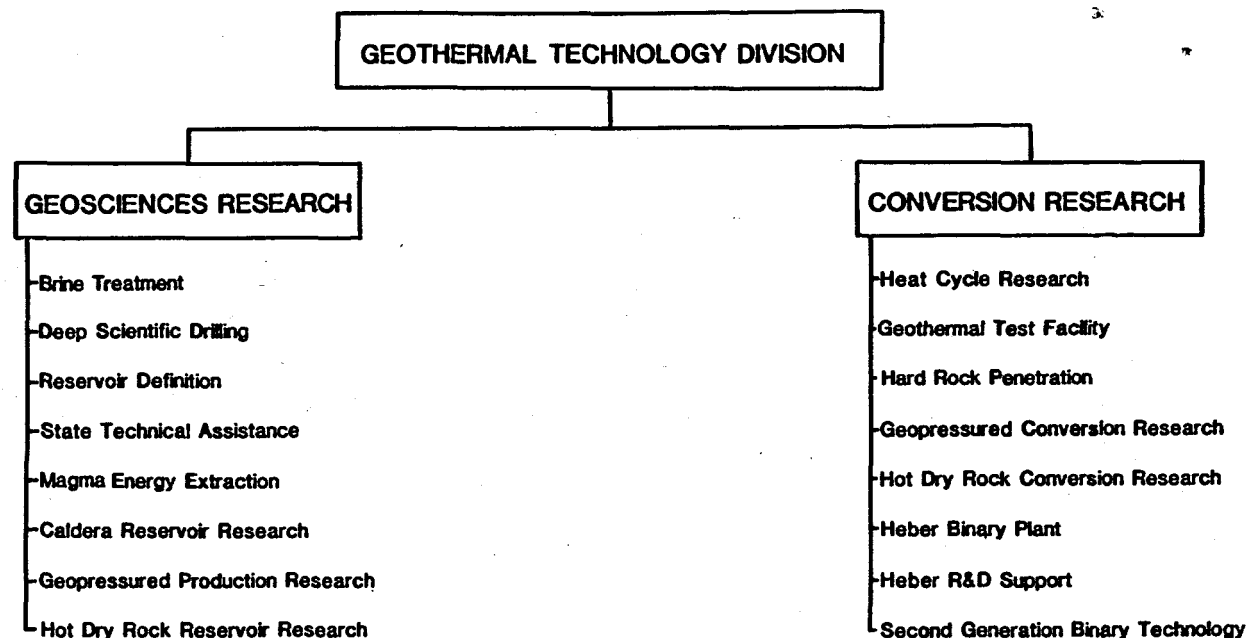 GEOTHERMAL TECHNOLOGY DIVISION
GEOSCIENCES RESEARCH
Brine Treatment
Deep Scientific Drilling
Reservoir Definition
State Technical Assistance
Magma Energy Extraction
Caldera Reservoir Research
Geopressured Production Research
Hot Dry Rock Reservoir Research
CONVERSION RESEARCH
Heat Cycle Research
Geothermal Test Facility
Hard Rock Penetration
Geopressured Conversion Research
Hot Dry Rock Conversion Research
Heber Binary Plant
Heber R&D Support
Second Generation Binary Technology